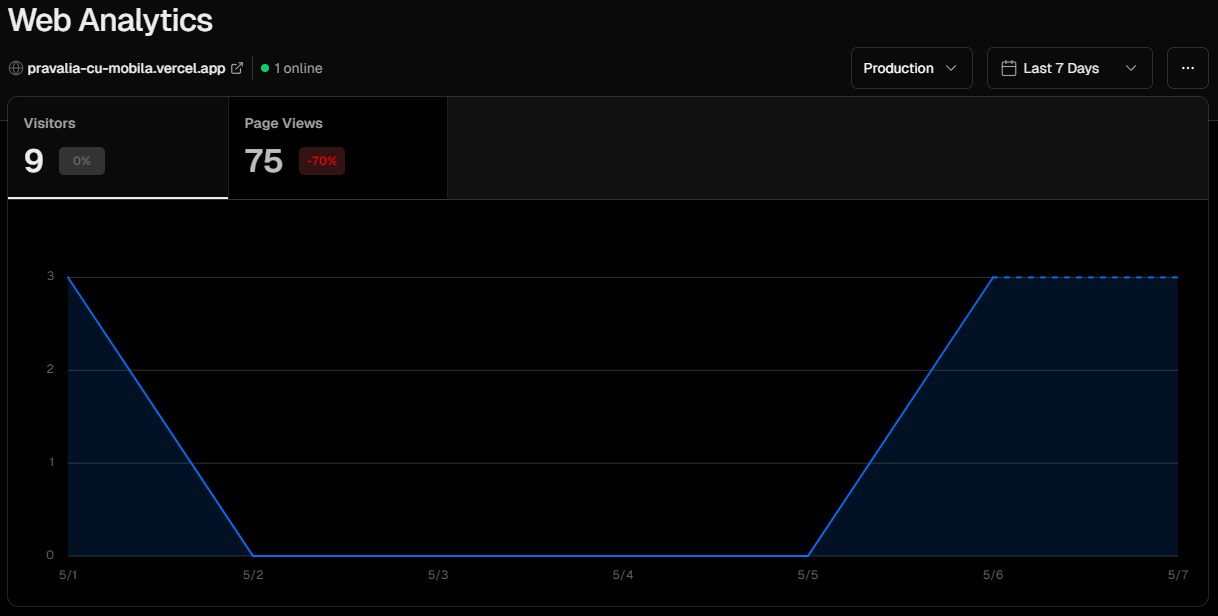 Web Analytics
pravalia-cu-mobila.vercel.app 1 online Production Last 7 Days ...
Visitors Page Views
9 0% 75 -70%
3
2
1
0
5/1 5/2 5/3 5/4 5/5 5/6 5/7